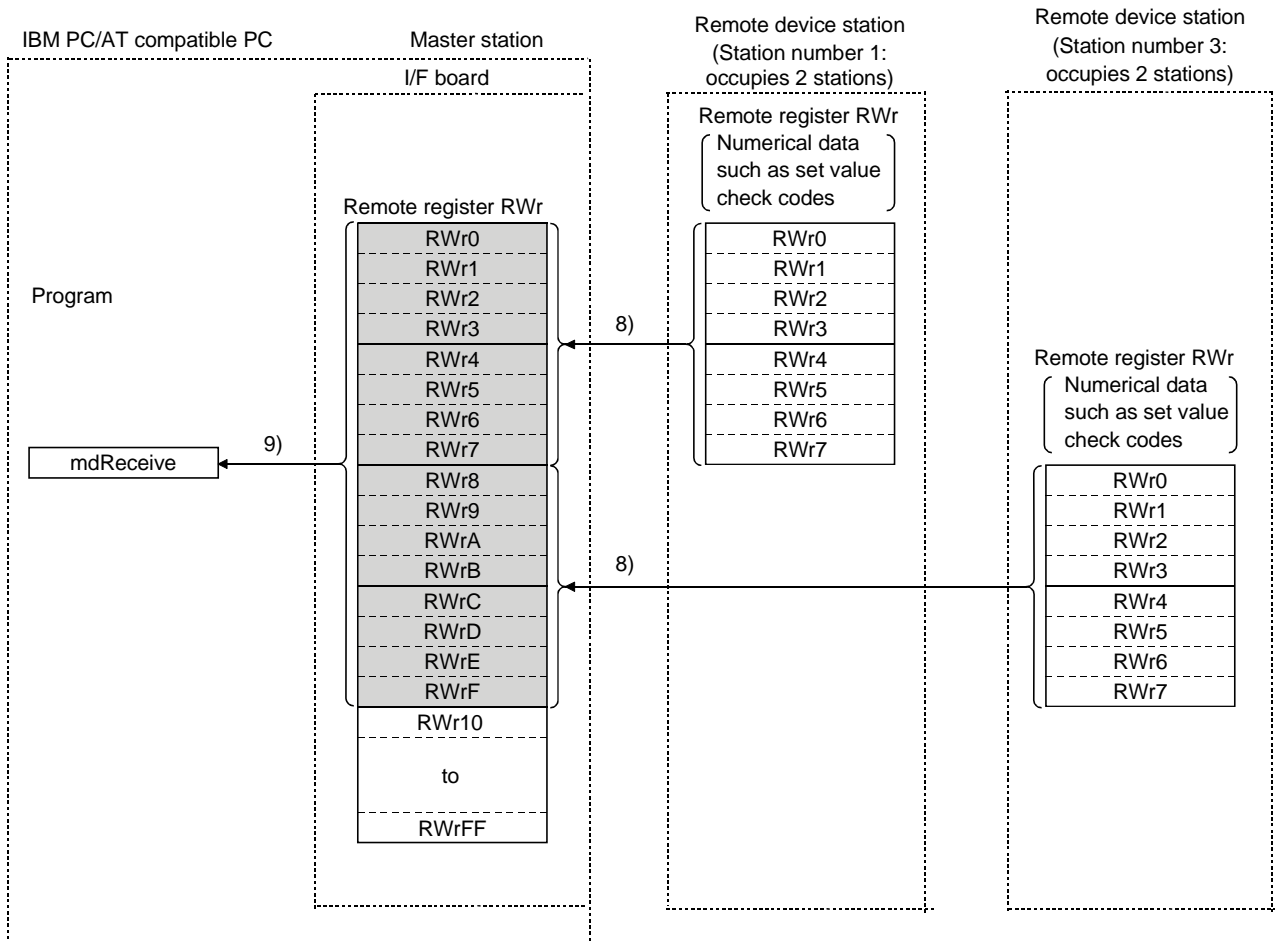 IBM PC/AT compatible PC
Master station
I/F board
Remote device station
(Station number 1:
occupies 2 stations)
Remote device station
(Station number 3:
occupies 2 stations)
Program
mdReceive
9)
Remote register RWr
RWr0
RWr1
RWr2
RWr3
RWr4
RWr5
RWr6
RWr7
RWr8
RWr9
RWrA
RWrB
RWrC
RWrD
RWrE
RWrF
RWr10
to
RWrFF
8)
8)
Remote register RWr
Numerical data
such as set value
check codes
RWr0
RWr1
RWr2
RWr3
RWr4
RWr5
RWr6
RWr7
Remote register RWr
Numerical data
such as set value
check codes
RWr0
RWr1
RWr2
RWr3
RWr4
RWr5
RWr6
RWr7